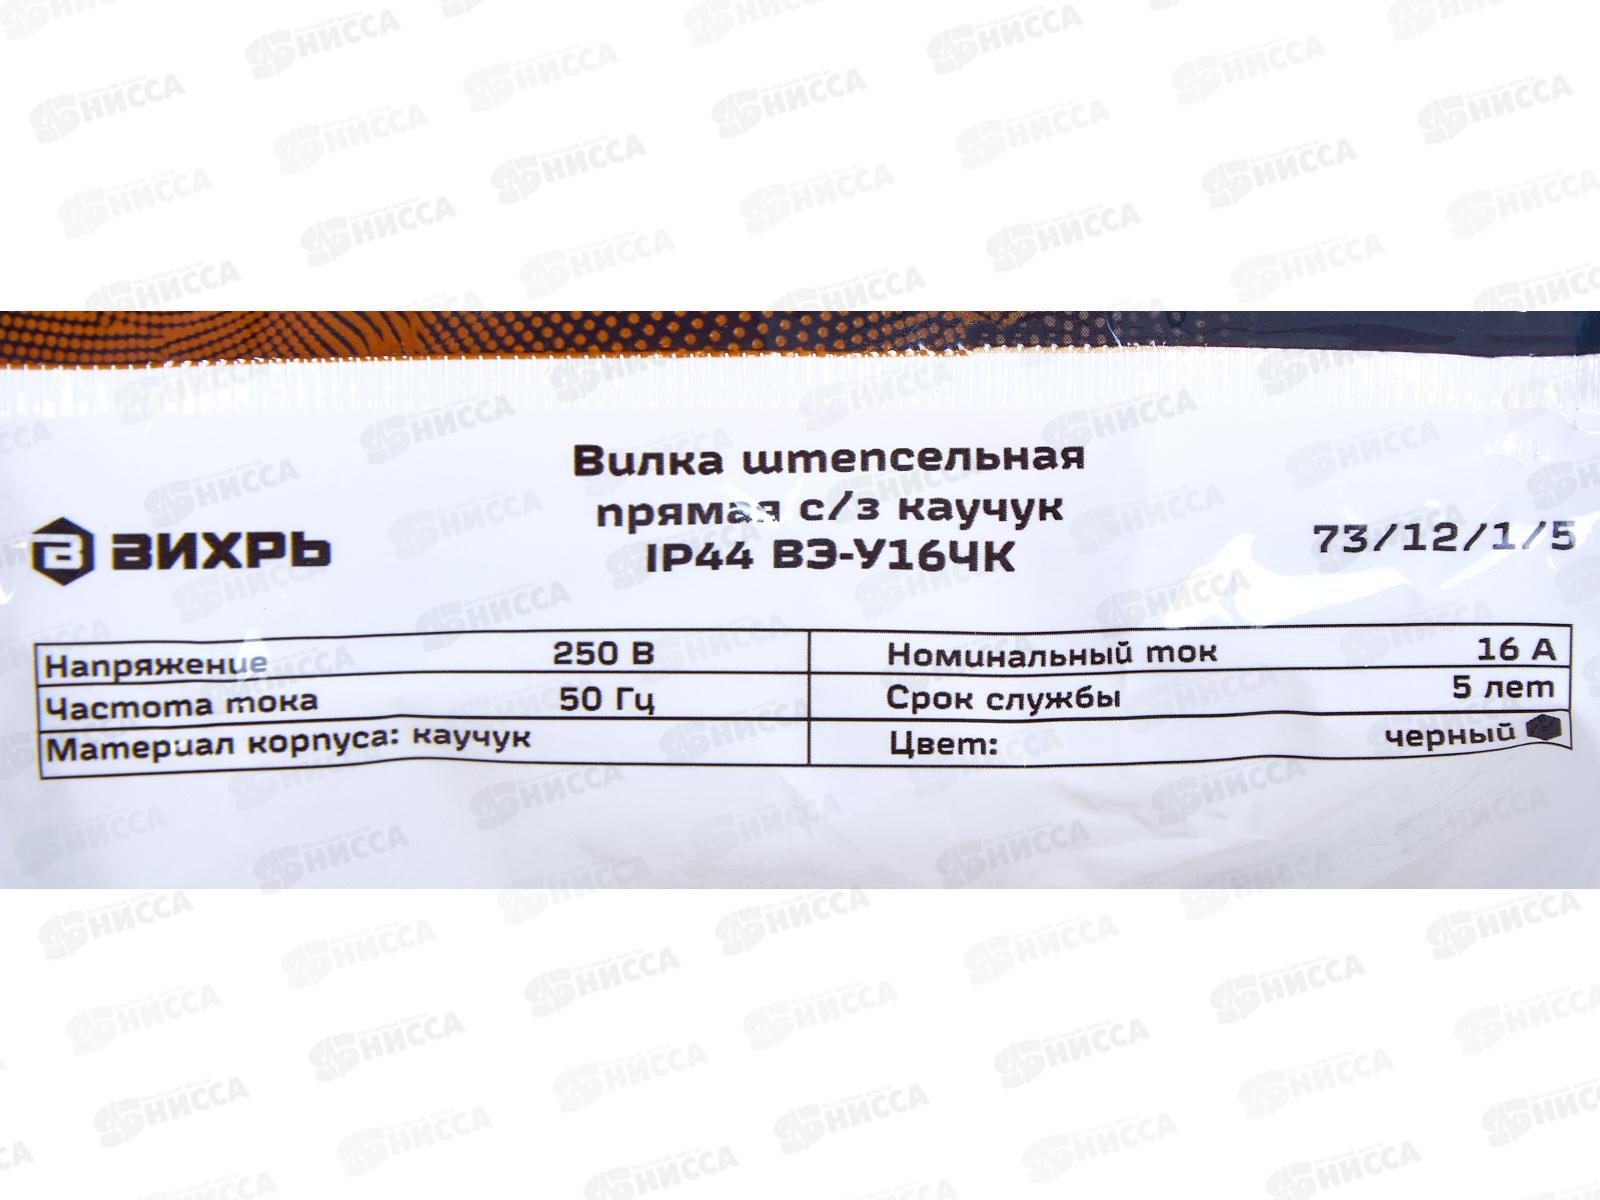 Вилка штепсельная
прямая с/з каучук
IP44 ВЭ-У16ЧК
ВИХРЬ
73/12/1/5
Напряжение 250 В Номинальный ток 16 А
Частота тока 50 Гц Срок службы 5 лет
Материал корпуса: каучук Цвет: черный